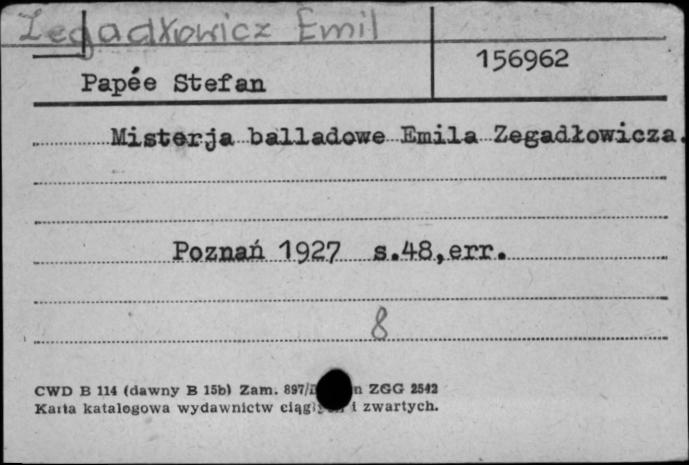 Zegadłowicz Emil
156962
Papée Stefan
Misterja balladowe Emila Zegadłowicza.
Poznań 1927 s.48,err.
8
CWD B 114 (dawny B 15b) Zam. 897/ ZGG 2542
Karta katalogowa wydawnictw i zwartych.